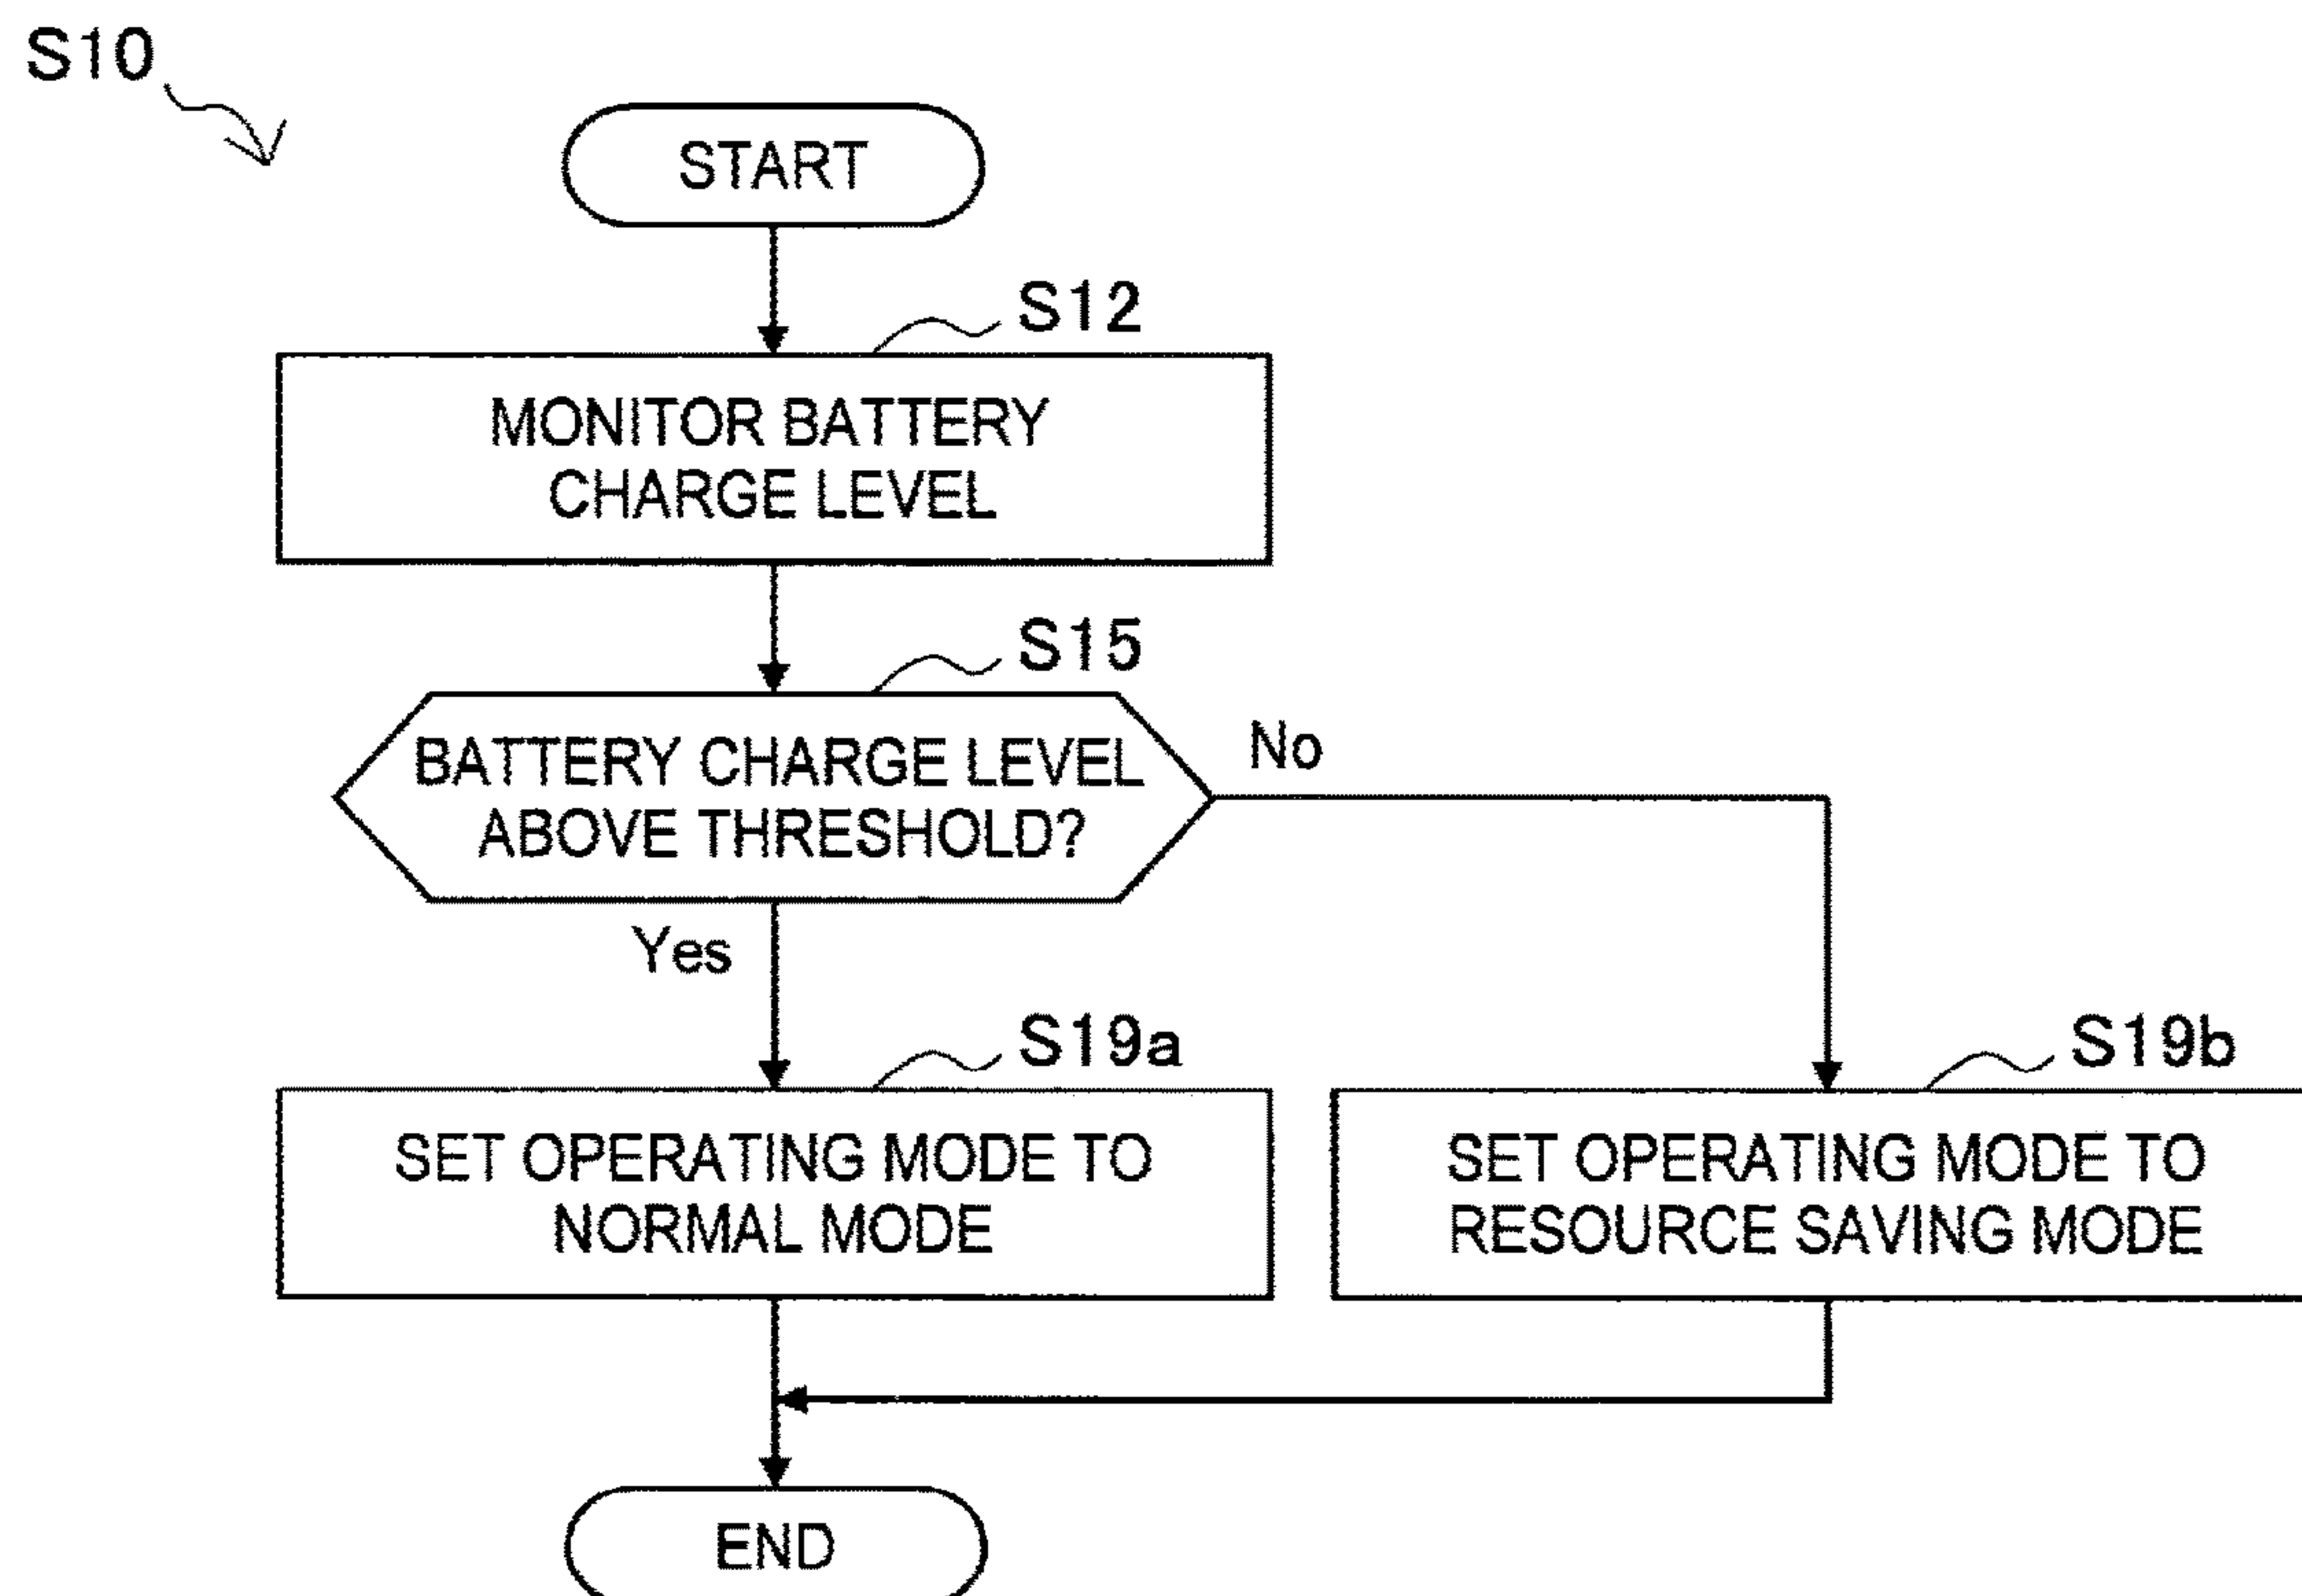 S10
START
S12
MONITOR BATTERY
CHARGE LEVEL
S15
BATTERY CHARGE LEVEL
ABOVE THRESHOLD?
No
Yes
S19a
SET OPERATING MODE TO
NORMAL MODE
S19b
SET OPERATING MODE TO
RESOURCE SAVING MODE
END